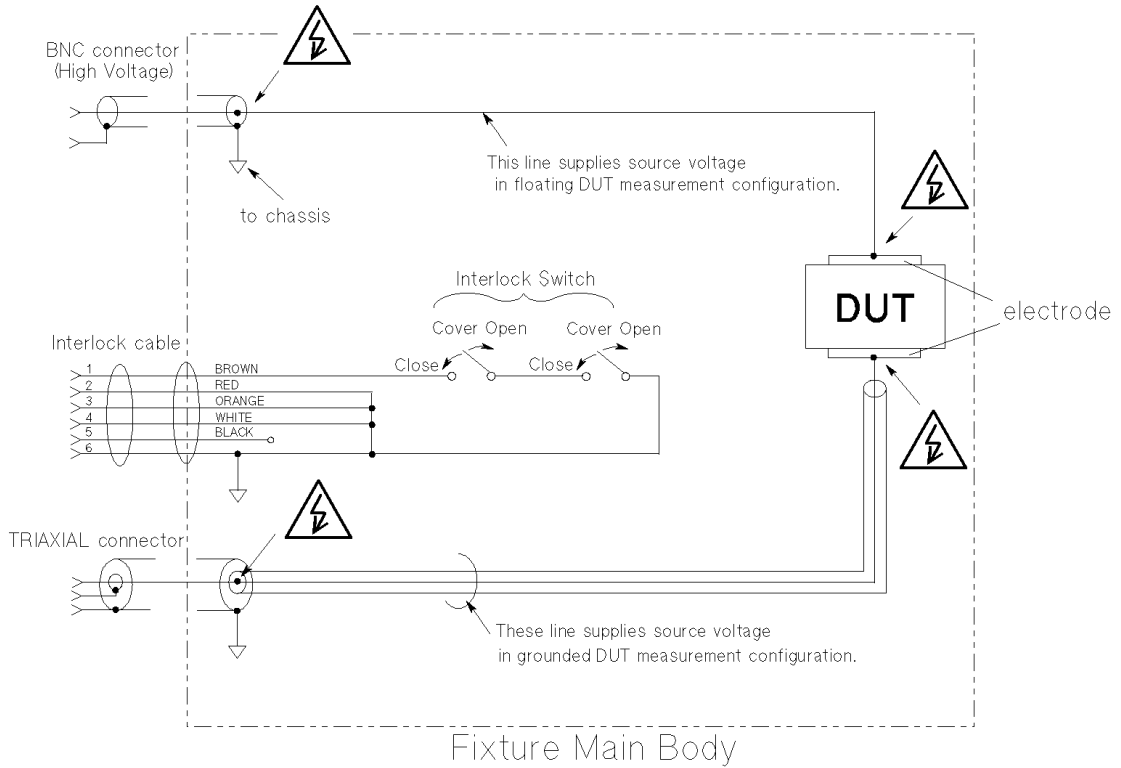 BNC connector
(High Voltage)
This line supplies source voltage
in floating DUT measurement configuration.
to chassis
DUT
electrode
Interlock Switch
Cover Open
Cover Open
Close
Close
Interlock cable
1
BROWN
2
RED
3
ORANGE
4
WHITE
5
BLACK
6
TRIAXIAL connector
These line supplies source voltage
in grounded DUT measurement configuration.
Fixture Main Body